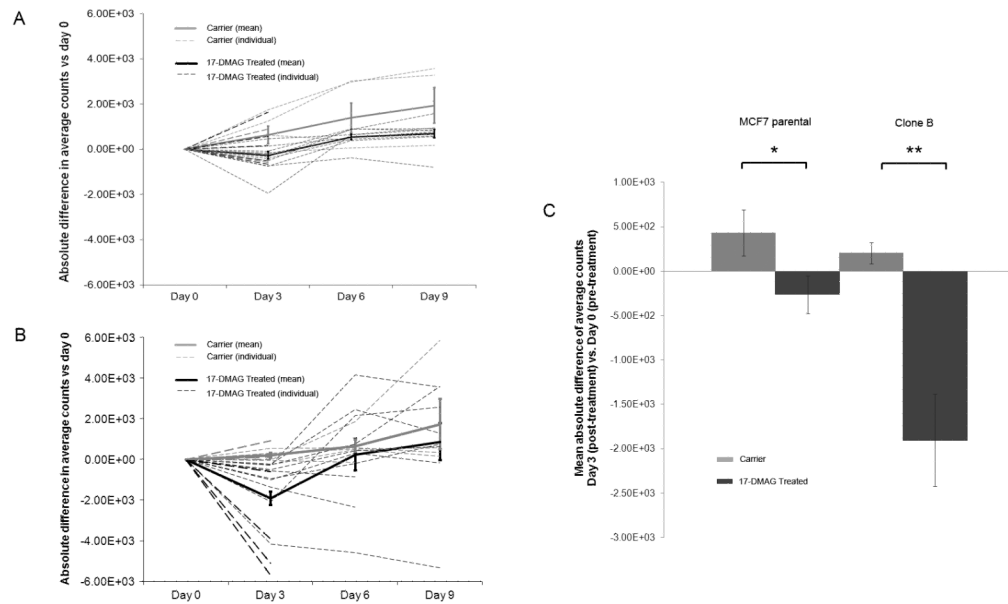 A
Absolute difference in average counts vs day 0
6.00E+03
4.00E+03
2.00E+03
0.00E+00
-2.00E+03
-4.00E+03
-6.00E+03
Carrier (mean)
Carrier (individual)
17-DMAG Treated (mean)
17-DMAG Treated (individual)
Day 0
Day 3
Day 6
Day 9
B
Absolute difference in average counts vs day 0
6.00E+03
4.00E+03
2.00E+03
0.00E+00
-2.00E+03
-4.00E+03
-6.00E+03
Carrier (mean)
Carrier (individual)
17-DMAG Treated (mean)
17-DMAG Treated (individual)
Day 0
Day 3
Day 6
Day 9
C
MCF7 parental
Clone B
*
**
Mean absolute difference of average counts
Day 3 (post-treatment) vs. Day 0 (pre-treatment)
1.00E+03
5.00E+02
0.00E+00
-5.00E+02
-1.00E+03
-1.50E+03
-2.00E+03
-2.50E+03
-3.00E+03
Carrier
17-DMAG Treated